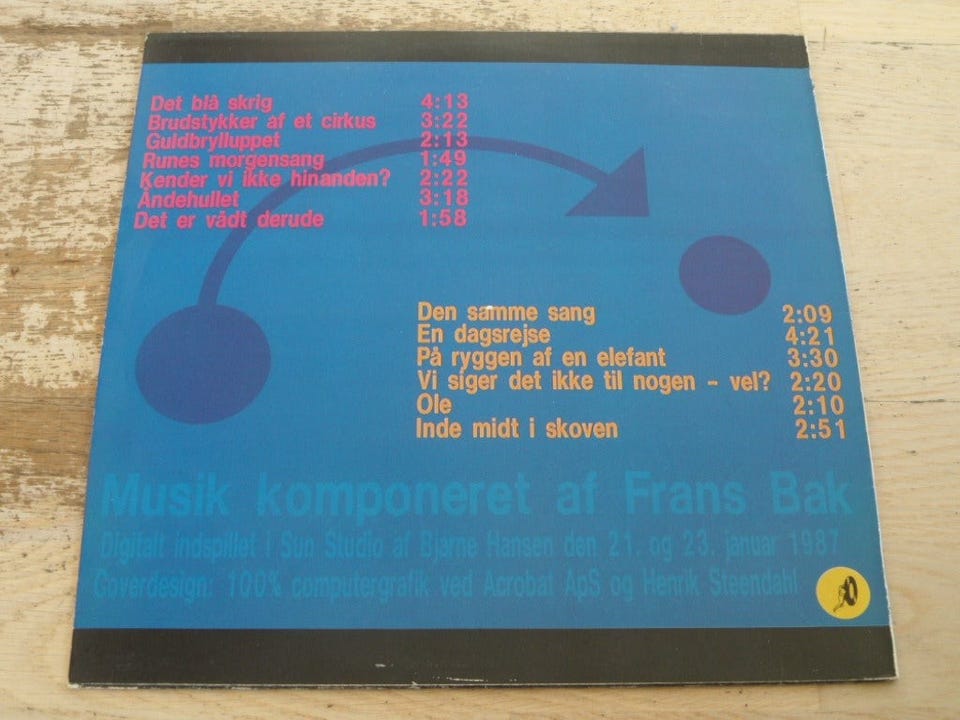 Det blå skrig 4:13
Brudstykker af et cirkus 3:22
Guldbrylluppet 2:13
Runes morgensang 1:49
Kender vi ikke hinanden? 2:22
Åndehullet 3:18
Det er vådt derude 1:58
Den samme sang 2:09
En dagsrejse 4:21
På ryggen af en elefant 3:30
Vi siger det ikke til nogen - vel? 2:20
Ole 2:10
Inde midt i skoven 2:51
Musik komponeret af Frans Bak
Digitalt indspillet i Sun Studio af Bjarne Hansen den 21. og 23. januar 1987
Coverdesign: 100% computergrafik ved Acrobat ApS og Henrik Steendahl